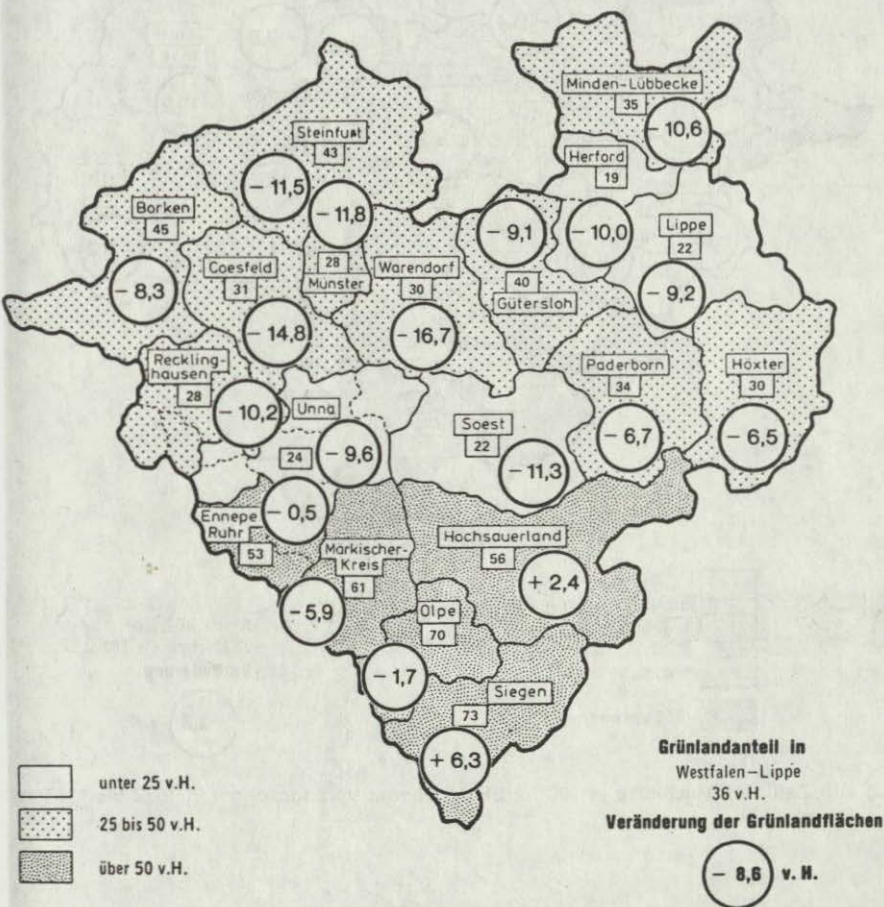 Minden-Lübbecke
35
- 10,6
Steinfurt
43
- 11,5
Herford
19
- 10,0
Borken
45
- 8,3
- 11,8
28
Münster
- 9,1
40
Gütersloh
Lippe
22
- 9,2
Coesfeld
31
- 14,8
Warendorf
30
- 16,7
Reckling-
hausen
28
- 10,2
Paderborn
34
- 6,7
Höxter
30
- 6,5
Unna
24
- 9,6
Soest
22
- 11,3
Ennepe
Ruhr
53
- 0,5
Märkischer-
Kreis
61
- 5,9
Hochsauerland
56
+ 2,4
Olpe
70
- 1,7
Siegen
73
+ 6,3
unter 25 v.H.
25 bis 50 v.H.
über 50 v.H.
Grünlandanteil in
Westfalen-Lippe
36 v.H.
Veränderung der Grünlandflächen
- 8,6 v. H.